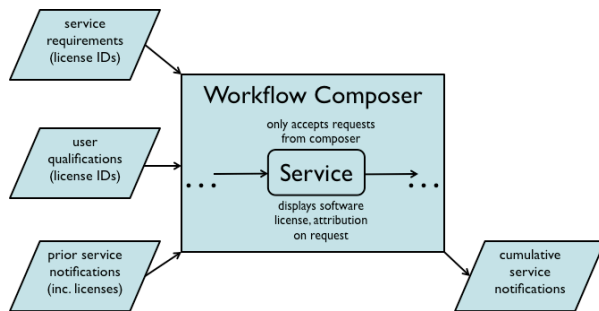 service
requirements
(license IDs)
user
qualifications
(license IDs)
prior service
notifications
(inc. licenses)
Workflow Composer
only accepts requests
from composer
. . .
Service
. . .
displays software
license, attribution
on request
cumulative
service
notifications